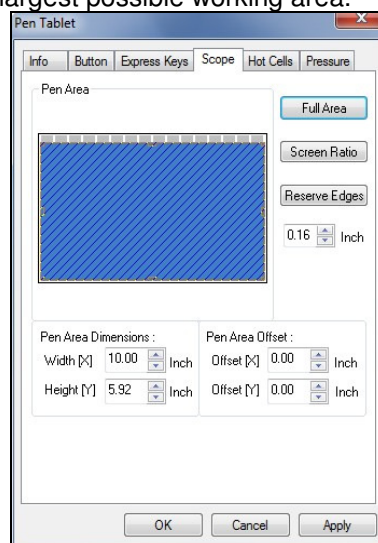 largest possible working area.
Pen Tablet
Info Button Express Keys Scope Hot Cells Pressure
Pen Area
Full Area
Screen Ratio
Reserve Edges
0.16 Inch
Pen Area Dimensions :
Width [X] 10.00 Inch
Height [Y] 5.92 Inch
Pen Area Offset :
Offset [X] 0.00 Inch
Offset [Y] 0.00 Inch
OK Cancel Apply